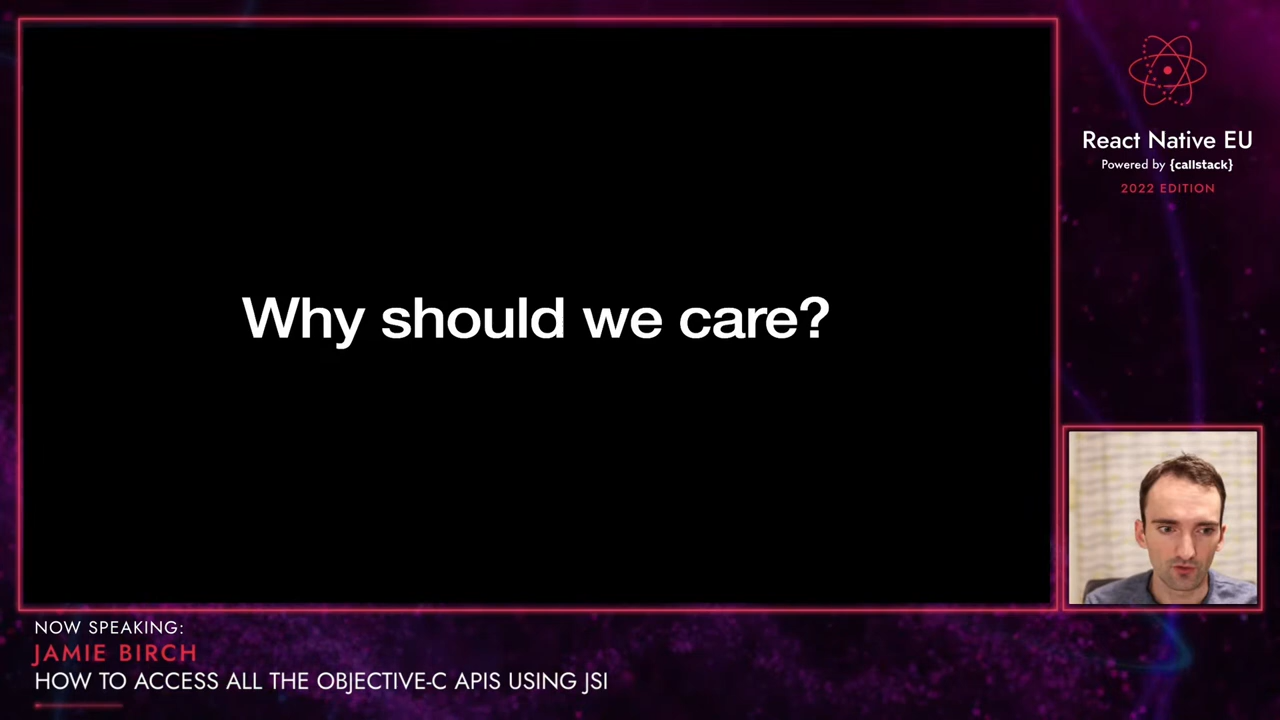 Why should we care?
React Native EU
Powered by {callstack}
2022 EDITION
NOW SPEAKING:
JAMIE BIRCH
HOW TO ACCESS ALL THE OBJECTIVE-C APIS USING JSI